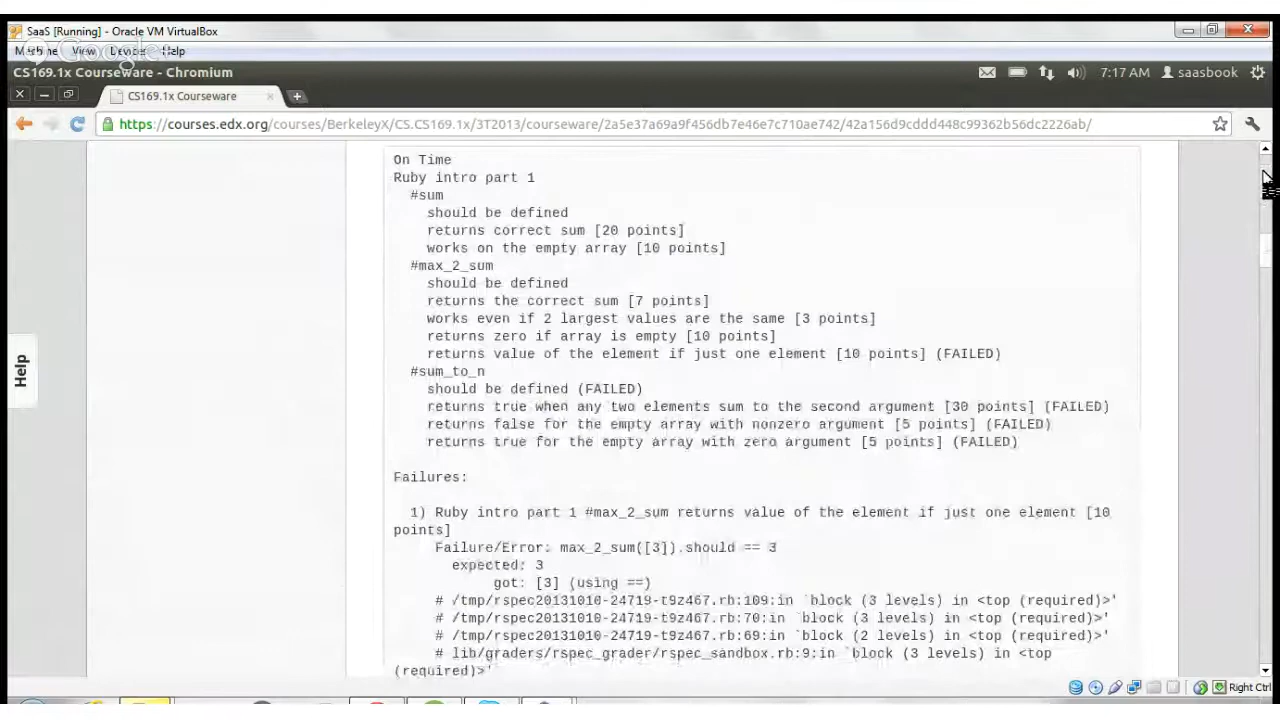 SaaS [Running] - Oracle VM VirtualBox
Machine View Devices Help
Google
CS169.1x Courseware - Chromium
7:17 AM saasbook
CS169.1x Courseware
https://courses.edx.org/courses/BerkeleyX/CS.CS169.1x/3T2013/courseware/2a5e37a69a9f456db7e46e7c710ae742/42a156d9cddd448c99362b56dc2226ab/
On Time
Ruby intro part 1
#sum
should be defined
returns correct sum [20 points]
works on the empty array [10 points]
#max_2_sum
should be defined
returns the correct sum [7 points]
works even if 2 largest values are the same [3 points]
returns zero if array is empty [10 points]
returns value of the element if just one element [10 points] (FAILED)
#sum_to_n
should be defined (FAILED)
returns true when any two elements sum to the second argument [30 points] (FAILED)
returns false for the empty array with nonzero argument [5 points] (FAILED)
returns true for the empty array with zero argument [5 points] (FAILED)
Help
Failures:
1) Ruby intro part 1 #max_2_sum returns value of the element if just one element [10
points]
Failure/Error: max_2_sum([3]).should == 3
expected: 3
got: [3] (using ==)
# /tmp/rspec20131010-24719-t9z467.rb:109:in `block (3 levels) in <top (required)>'
# /tmp/rspec20131010-24719-t9z467.rb:70:in `block (3 levels) in <top (required)>'
# /tmp/rspec20131010-24719-t9z467.rb:69:in `block (2 levels) in <top (required)>'
# lib/graders/rspec_grader/rspec_sandbox.rb:9:in `block (3 levels) in <top
(required)>'
Right Ctrl